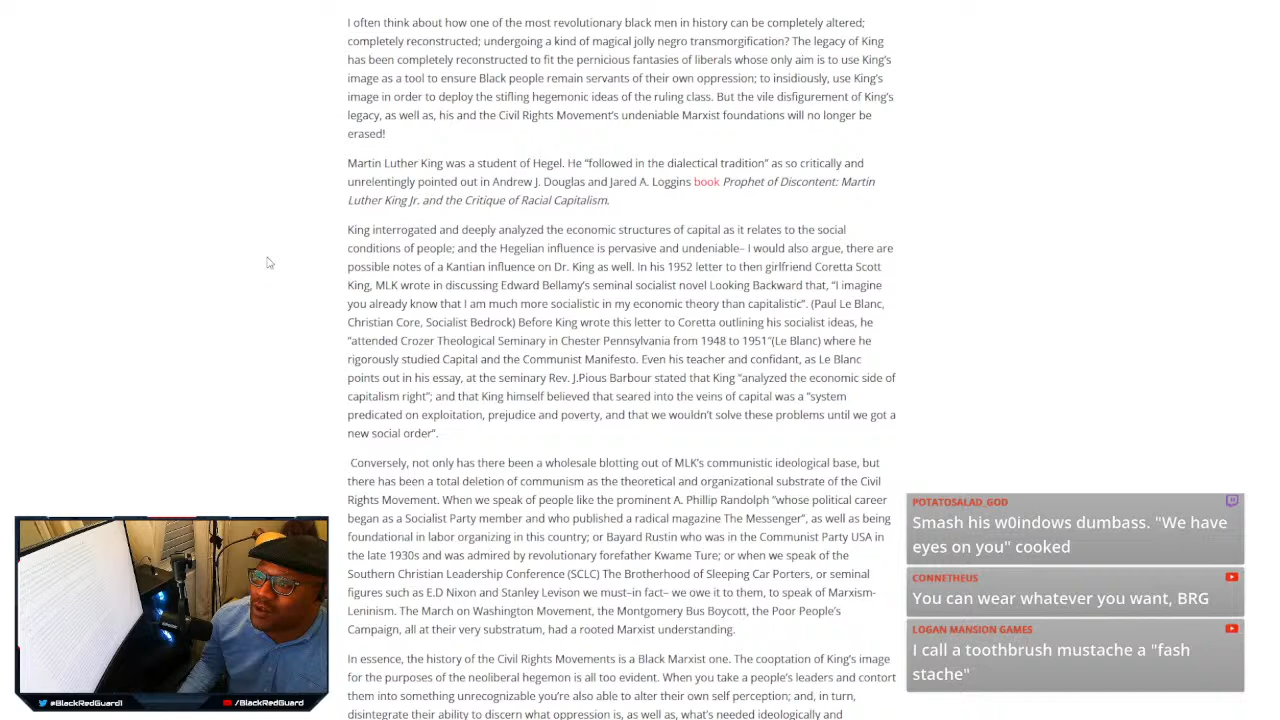 I often think about how one of the most revolutionary black men in history can be completely altered;
completely reconstructed; undergoing a kind of magical jolly negro transmorgification? The legacy of King
has been completely reconstructed to fit the pernicious fantasies of liberals whose only aim is to use King's
image as a tool to ensure Black people remain servants of their own oppression; to insidiously, use King's
image in order to deploy the stifling hegemonic ideas of the ruling class. But the vile disfigurement of King's
legacy, as well as, his and the Civil Rights Movement's undeniable Marxist foundations will no longer be
erased!
Martin Luther King was a student of Hegel. He “followed in the dialectical tradition” as so critically and
unrelentingly pointed out in Andrew J. Douglas and Jared A. Loggins book Prophet of Discontent: Martin
Luther King Jr. and the Critique of Racial Capitalism.
King interrogated and deeply analyzed the economic structures of capital as it relates to the social
conditions of people; and the Hegelian influence is pervasive and undeniable– I would also argue, there are
possible notes of a Kantian influence on Dr. King as well. In his 1952 letter to then girlfriend Coretta Scott
King, MLK wrote in discussing Edward Bellamy's seminal socialist novel Looking Backward that, “I imagine
you already know that I am much more socialistic in my economic theory than capitalistic”. (Paul Le Blanc,
Christian Core, Socialist Bedrock) Before King wrote this letter to Coretta outlining his socialist ideas, he
“attended Crozer Theological Seminary in Chester Pennsylvania from 1948 to 1951”(Le Blanc) where he
rigorously studied Capital and the Communist Manifesto. Even his teacher and confidant, as Le Blanc
points out in his essay, at the seminary Rev. J.Pious Barbour stated that King “analyzed the economic side of
capitalism right”; and that King himself believed that seared into the veins of capital was a “system
predicated on exploitation, prejudice and poverty, and that we wouldn't solve these problems until we got a
new social order”.
Conversely, not only has there been a wholesale blotting out of MLK's communistic ideological base, but
there has been a total deletion of communism as the theoretical and organizational substrate of the Civil
Rights Movement. When we speak of people like the prominent A. Phillip Randolph “whose political career
began as a Socialist Party member and who published a radical magazine The Messenger”, as well as being
foundational in labor organizing in this country; or Bayard Rustin who was in the Communist Party USA in
the late 1930s and was admired by revolutionary forefather Kwame Ture; or when we speak of the
Southern Christian Leadership Conference (SCLC) The Brotherhood of Sleeping Car Porters, or seminal
figures such as E.D Nixon and Stanley Levison we must–in fact– we owe it to them, to speak of Marxism-
Leninism. The March on Washington Movement, the Montgomery Bus Boycott, the Poor People's
Campaign, all at their very substratum, had a rooted Marxist understanding.
In essence, the history of the Civil Rights Movements is a Black Marxist one. The cooptation of King's image
for the purposes of the neoliberal hegemon is all too evident. When you take a people's leaders and contort
them into something unrecognizable you're also able to alter their own self perception; and, in turn,
disintegrate their ability to discern what oppression is, as well as, what's needed ideologically and
POTATOSALAD_GOD
Smash his w0indows dumbass. "We have
eyes on you" cooked
CONNETHEUS
You can wear whatever you want, BRG
LOGAN MANSION GAMES
I call a toothbrush mustache a "fash
stache"
@BlackRedGuard1 /BlackRedGuard